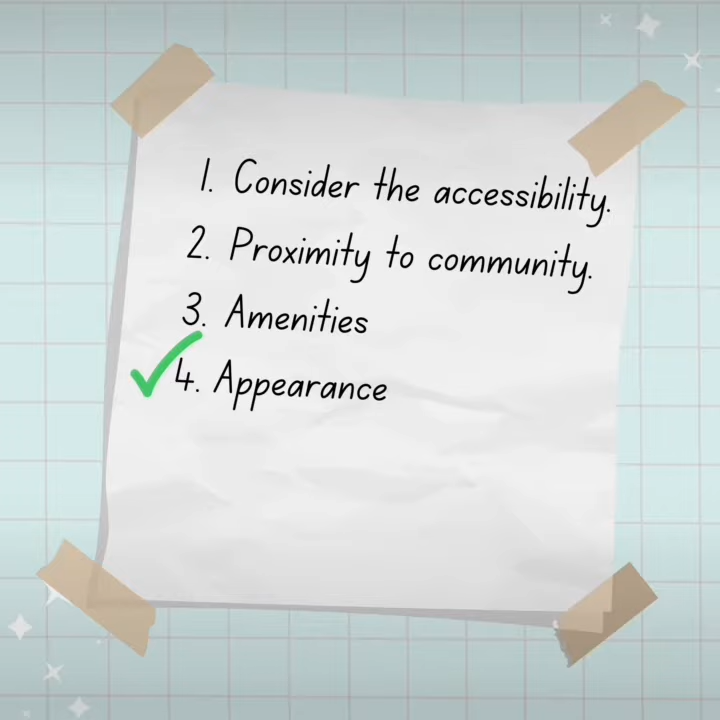 1. Consider the accessibility.
2. Proximity to community.
3. Amenities
4. Appearance